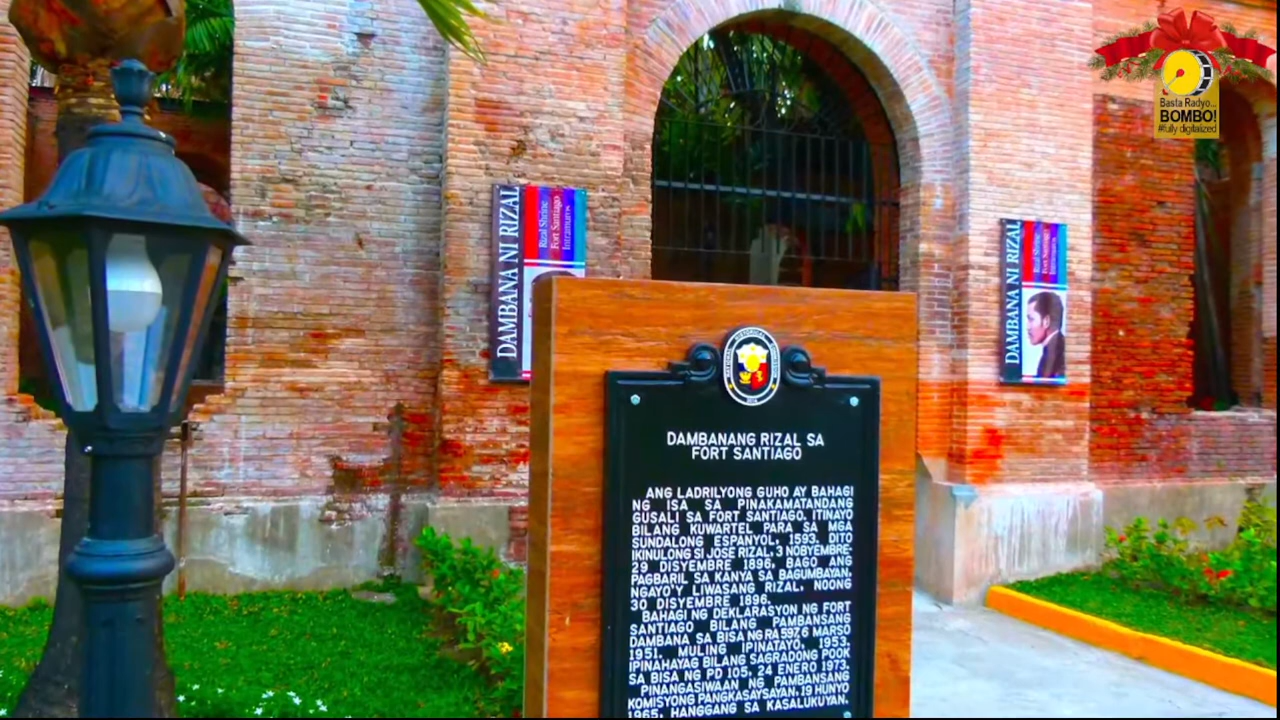 Basta Radyo...
BOMBO!
#fully digitalized
DAMBANA NI RIZAL
Rizal Shrine
Fort Santiago
Intramuros
DAMBANA NI RIZAL
Rizal Shrine
Fort Santiago
Intramuros
DAMBANANG RIZAL SA
FORT SANTIAGO
ANG LADRILYONG GUHO AY BAHAGI
NG ISA SA PINAKAMATANDANG
GUSALI SA FORT SANTIAGO. ITINAYO
BILANG KUWARTEL PARA SA MGA
SUNDALONG ESPANYOL, 1593. DITO
IKINULONG SI JOSE RIZAL, 3 NOBYEMBRE-
29 DISYEMBRE 1896, BAGO ANG
PAGBARIL SA KANYA SA BAGUMBAYAN,
NGAYO'Y LIWASANG RIZAL, NOONG
30 DISYEMBRE 1896.
BAHAGI NG DEKLARASYON NG FORT
SANTIAGO BILANG PAMBANSANG
DAMBANA SA BISA NG RA 597, 6 MARSO
1951. MULING IPINATAYO, 1953.
IPINAHAYAG BILANG SAGRADONG POOK
SA BISA NG PD 105, 24 ENERO 1973.
PINANGASIWAAN NG PAMBANSANG
KOMISYONG PANGKASAYSAYAN, 19 HUNYO
1965, HANGGANG SA KASALUKUYAN.